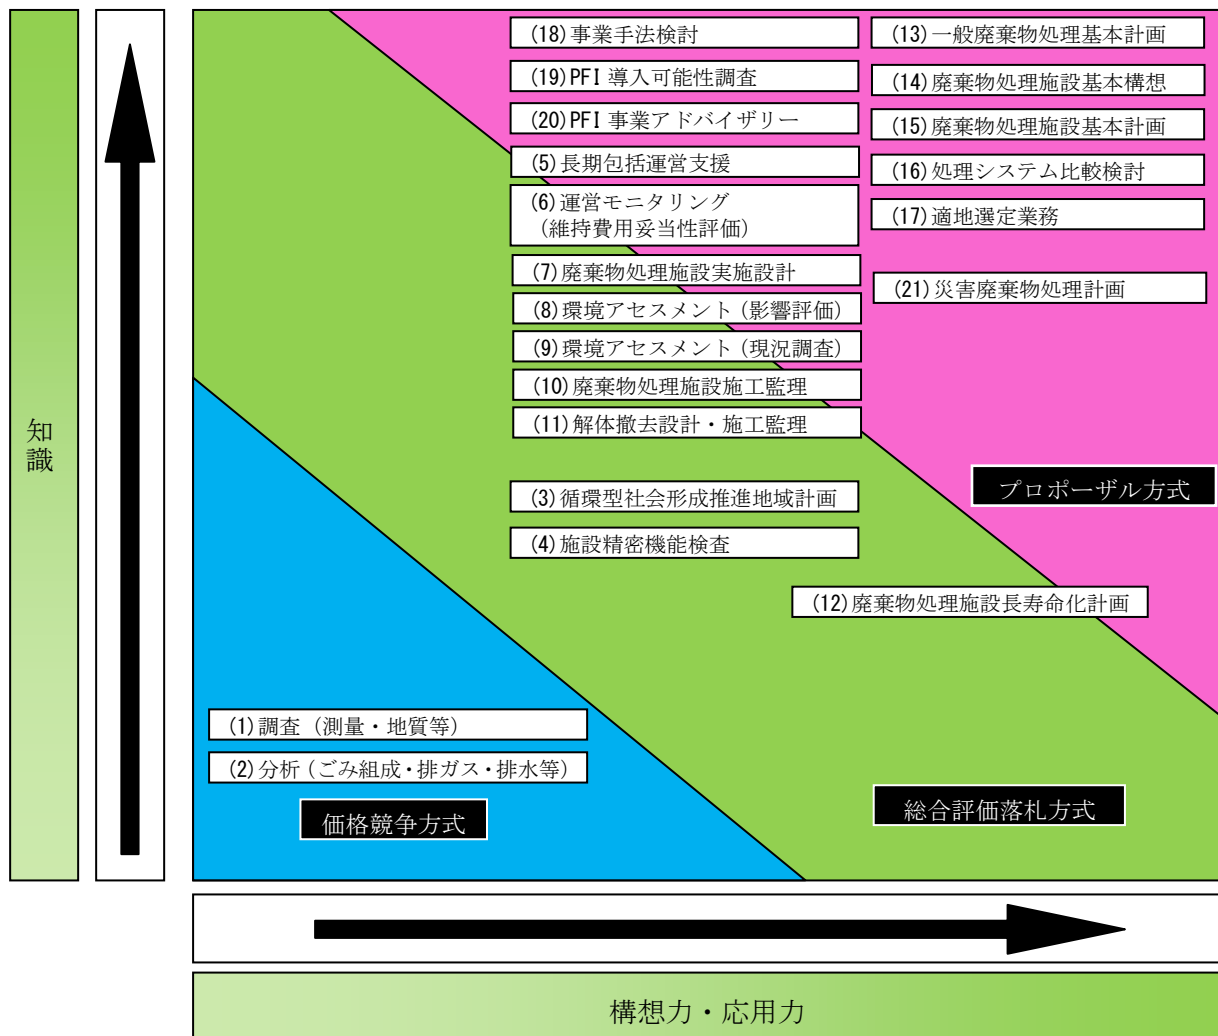 (18)事業手法検討
(13)一般廃棄物処理基本計画
(19)PFI 導入可能性調査
(14)廃棄物処理施設基本構想
(20)PFI 事業アドバイザリー
(15)廃棄物処理施設基本計画
(5)長期包括運営支援
(16)処理システム比較検討
(6)運営モニタリング
(維持費用妥当性評価)
(17)適地選定業務
(7)廃棄物処理施設実施設計
(21)災害廃棄物処理計画
(8)環境アセスメント(影響評価)
(9)環境アセスメント(現況調査)
(10)廃棄物処理施設施工監理
(11)解体撤去設計・施工監理
知識
プロポーザル方式
(3)循環型社会形成推進地域計画
(4)施設精密機能検査
(12)廃棄物処理施設長寿命化計画
(1)調査（測量・地質等）
(2)分析(ごみ組成・排ガス・排水等)
価格競争方式
総合評価落札方式
構想力・応用力